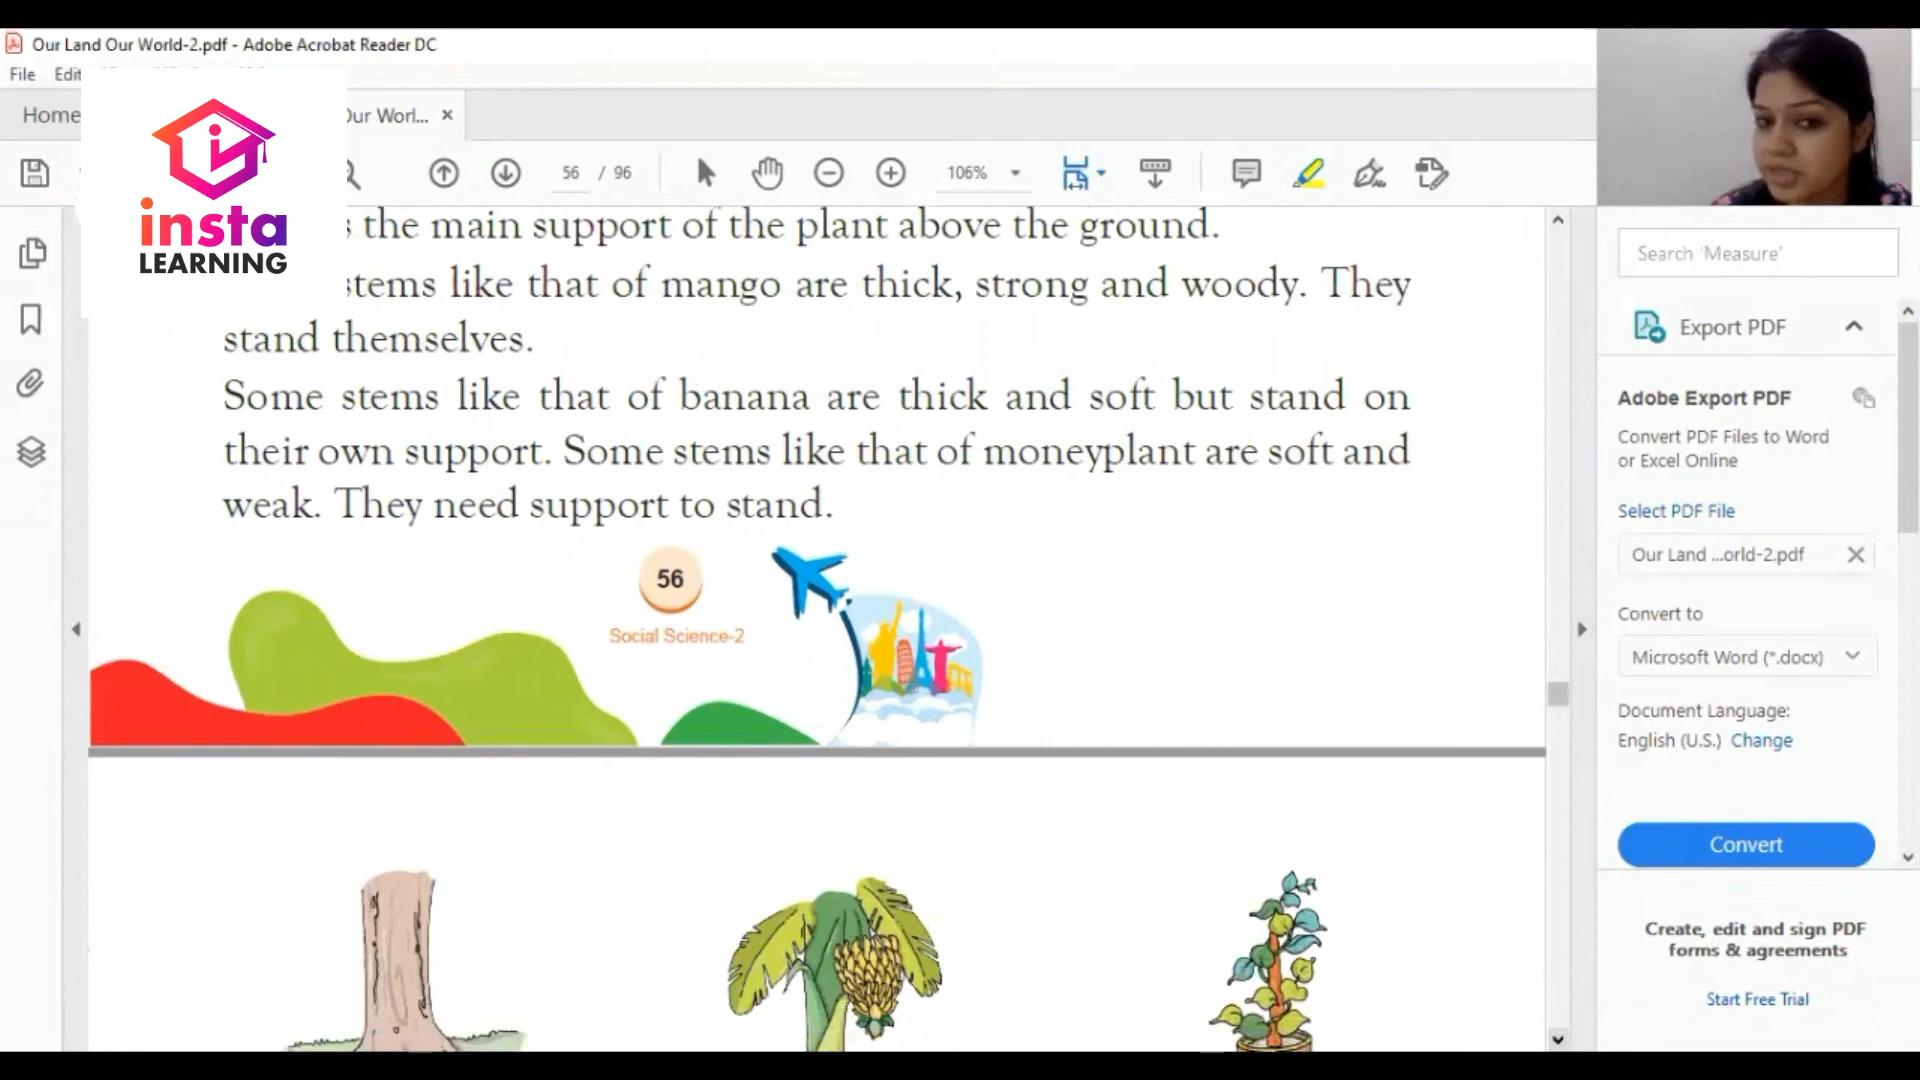 Our Land Our World-2.pdf - Adobe Acrobat Reader DC
File Edit
Home
Our Worl... ×
56 / 96
106%
insta
LEARNING
s the main support of the plant above the ground.
stems like that of mango are thick, strong and woody. They
stand themselves.
Some stems like that of banana are thick and soft but stand on
their own support. Some stems like that of moneyplant are soft and
weak. They need support to stand.
56
Social Science-2
Search 'Measure'
Export PDF
Adobe Export PDF
Convert PDF Files to Word
or Excel Online
Select PDF File
Our Land ...orld-2.pdf
Convert to
Microsoft Word (*.docx)
Document Language:
English (U.S.) Change
Convert
Create, edit and sign PDF
forms & agreements
Start Free Trial